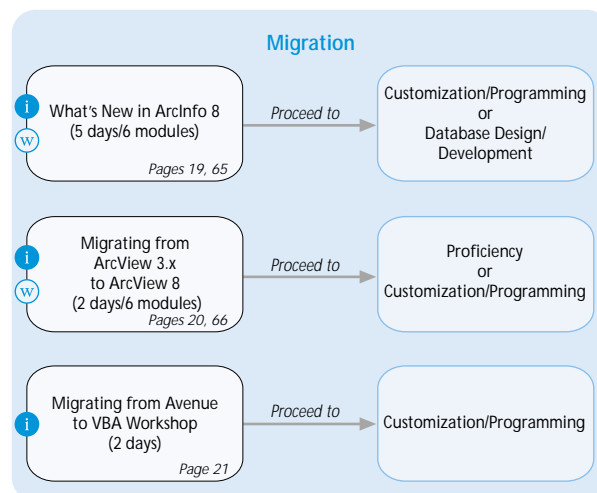 Migration
i
w
What's New in ArcInfo 8
(5 days/6 modules)
Pages 19, 65
Proceed to
Customization/Programming
or
Database Design/
Development
i
w
Migrating from
ArcView 3.x
to ArcView 8
(2 days/6 modules)
Pages 20, 66
Proceed to
Proficiency
or
Customization/Programming
i
Migrating from Avenue
to VBA Workshop
(2 days)
Page 21
Proceed to
Customization/Programming